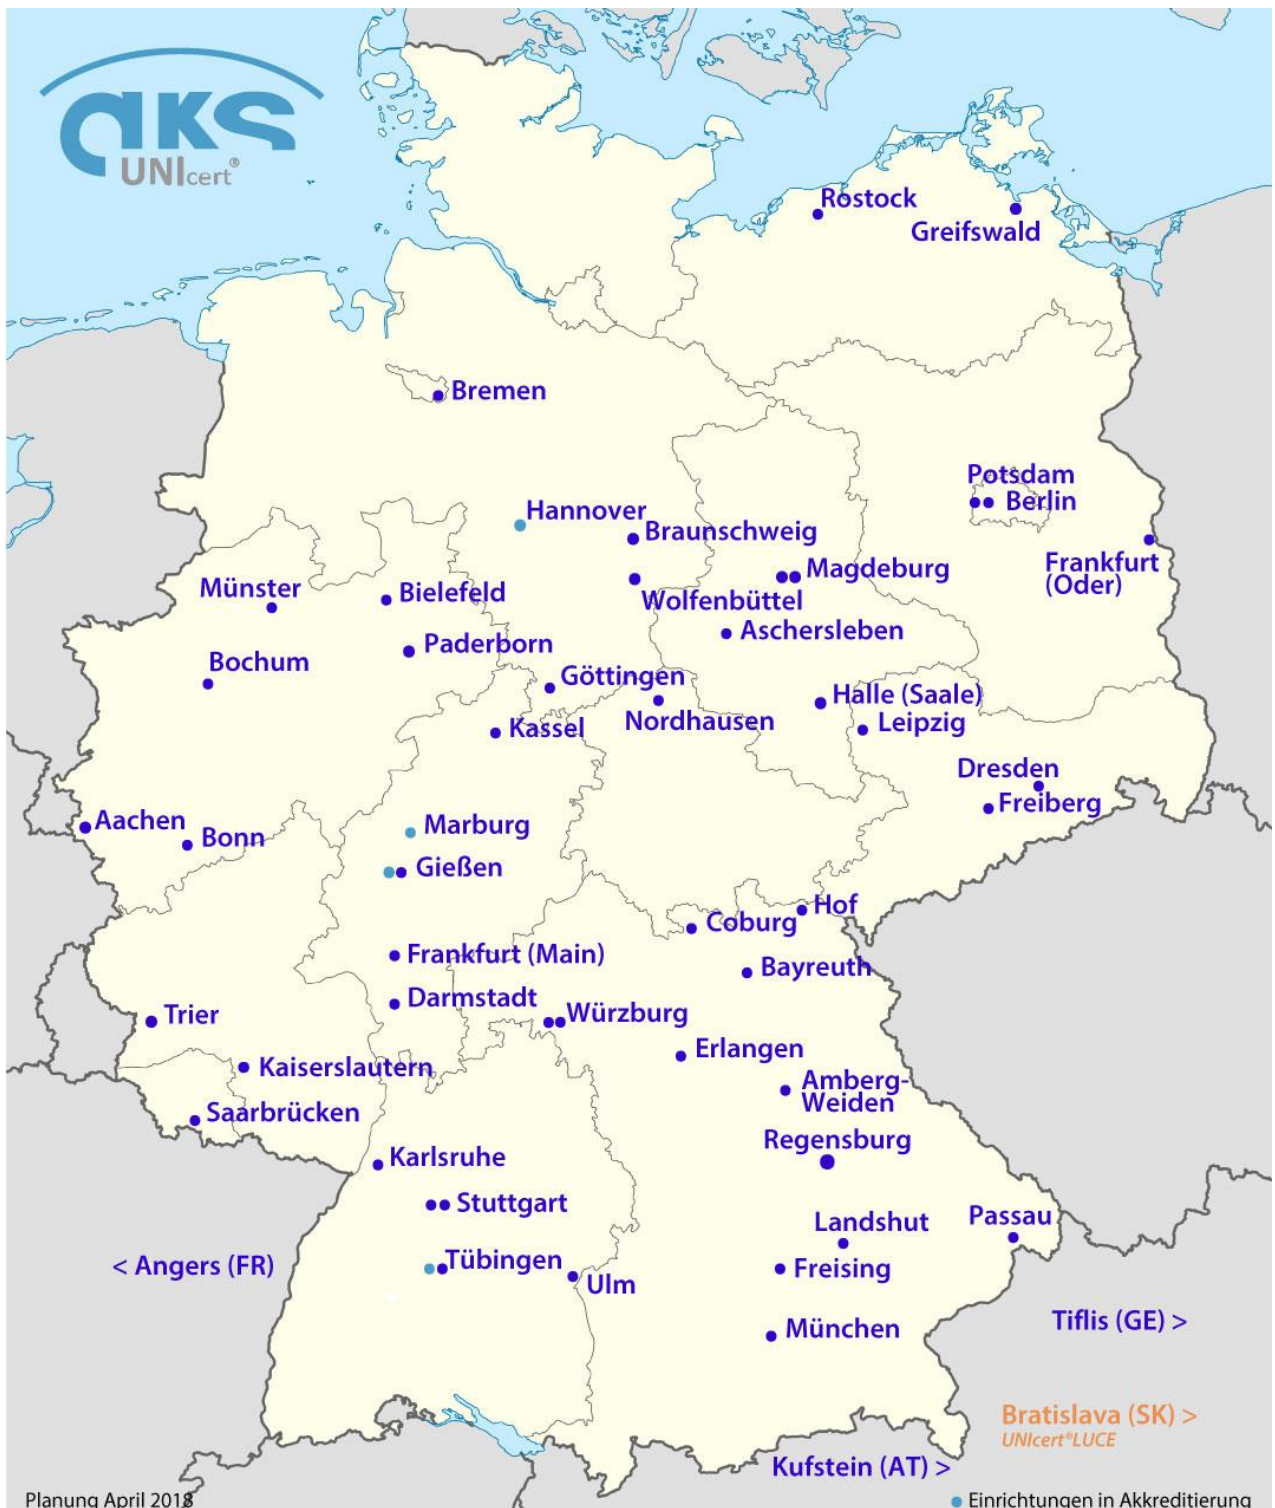 aks
UNIcert®
Rostock
Greifswald
Bremen
Potsdam
Berlin
Hannover
Braunschweig
Frankfurt
(Oder)
Magdeburg
Münster
Bielefeld
Wolfenbüttel
Aschersleben
Paderborn
Bochum
Göttingen
Halle (Saale)
Nordhausen
Leipzig
Kassel
Dresden
Freiberg
Aachen
Bonn
Marburg
Gießen
Hof
Coburg
Frankfurt (Main)
Bayreuth
Darmstadt
Trier
Würzburg
Erlangen
Kaiserslautern
Amberg-
Weiden
Saarbrücken
Regensburg
Karlsruhe
Stuttgart
Landshut
Passau
< Angers (FR)
Tübingen
Ulm
Freising
Tiflis (GE) >
München
Bratislava (SK) >
UNIcert®LUCE
Kufstein (AT) >
Planung April 2018
Einrichtungen in Akkreditierung